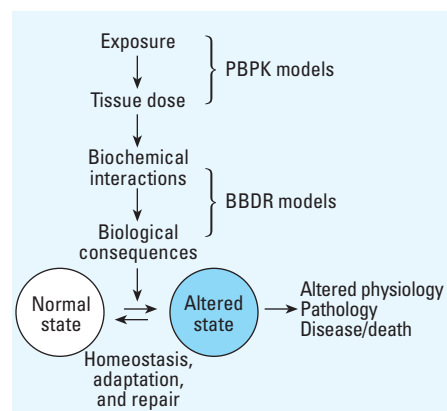 Exposure
PBPK models
Tissue dose
Biochemical
interactions
BBDR models
Biological
consequences
Normal
state
Altered
state
Altered physiology
Pathology
Disease/death
Homeostasis,
adaptation,
and repair